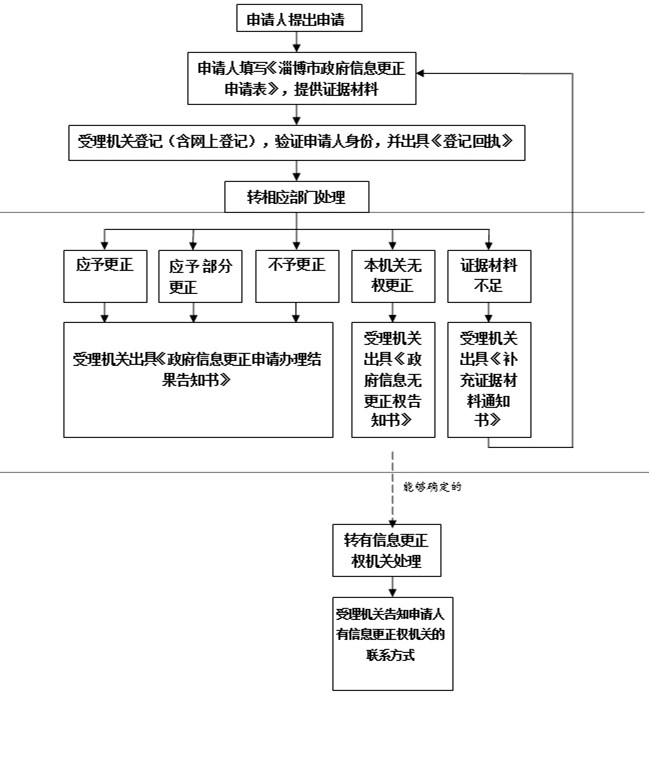 申请人提出申请
申请人填写《淄博市政府信息更正
申请表》，提供证据材料
受理机关登记（含网上登记），验证申请人身份，并出具《登记回执》
转相应部门处理
应予更正
应予部分
更正
不予更正
本机关无
权更正
证据材料
不足
受理机关出具《政府信息更正申请办理结
果告知书》
受理机关
出具《政
府信息无
更正权告
知书》
受理机关
出具《补
充证据材
料通知
书》
能够确定的
转有信息更正
权机关处理
受理机关告知申请人
有信息更正权机关的
联系方式